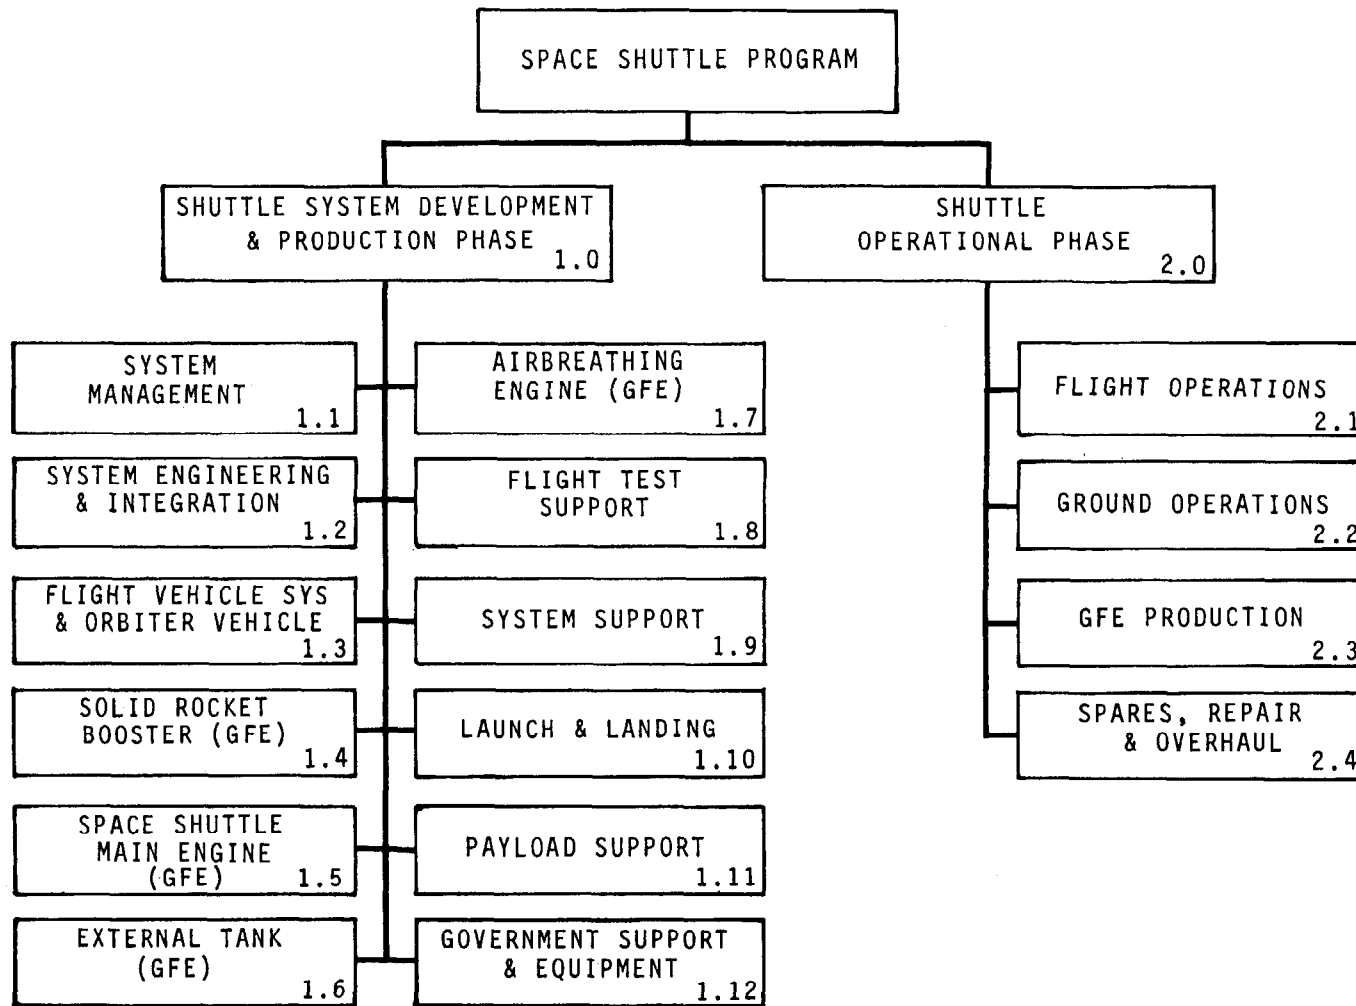 SPACE SHUTTLE PROGRAM
SHUTTLE SYSTEM DEVELOPMENT
& PRODUCTION PHASE
1.0
SHUTTLE
OPERATIONAL PHASE
2.0
SYSTEM
MANAGEMENT
1.1
AIRBREATHING
ENGINE (GFE)
1.7
FLIGHT OPERATIONS
2.1
SYSTEM ENGINEERING
& INTEGRATION
1.2
FLIGHT TEST
SUPPORT
1.8
GROUND OPERATIONS
2.2
FLIGHT VEHICLE SYS
& ORBITER VEHICLE
1.3
SYSTEM SUPPORT
1.9
GFE PRODUCTION
2.3
SOLID ROCKET
BOOSTER (GFE)
1.4
LAUNCH & LANDING
1.10
SPARES, REPAIR
& OVERHAUL
2.4
SPACE SHUTTLE
MAIN ENGINE
(GFE) 1.5
PAYLOAD SUPPORT
1.11
EXTERNAL TANK
(GFE)
1.6
GOVERNMENT SUPPORT
& EQUIPMENT
1.12